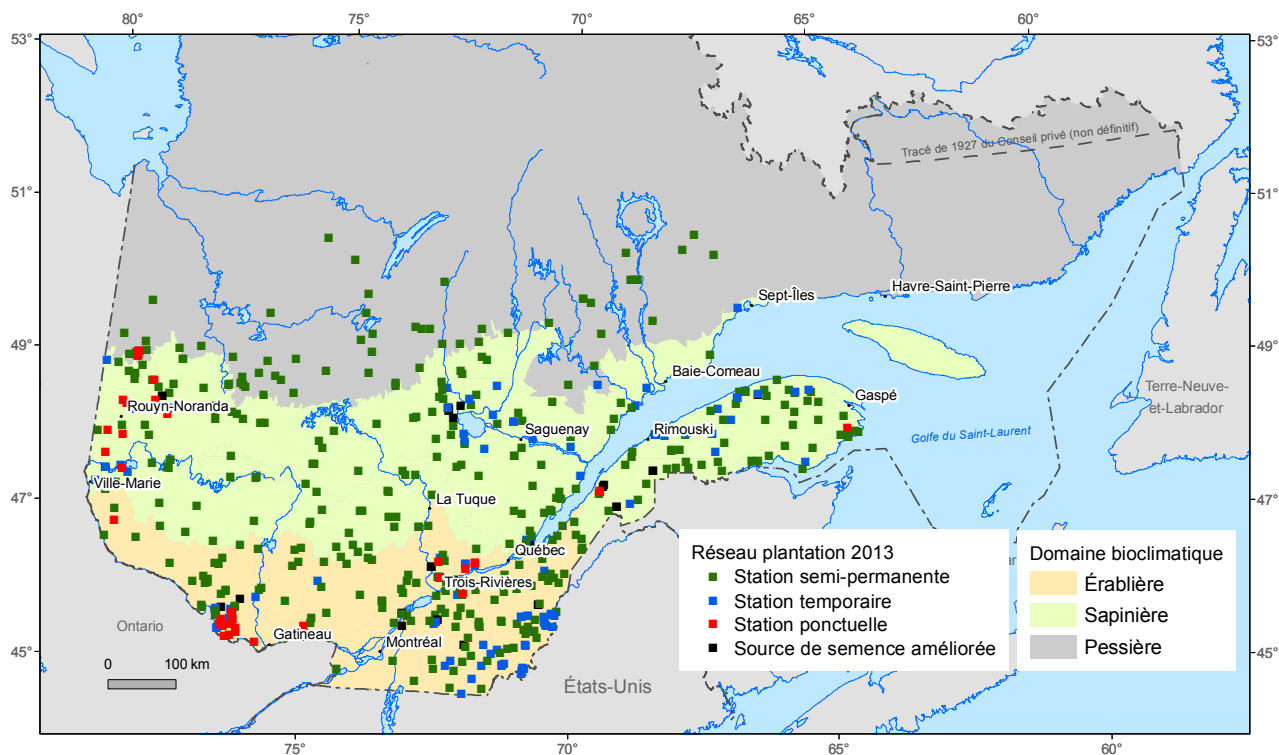 80° 75° 70° 65° 60°
53° 53°
Tracé de 1927 du Conseil privé (non définitif)
51° 51°
Sept-Îles
Havre-Saint-Pierre
49° 49°
Baie-Comeau
Terre-Neuve-
et-Labrador
Rouyn-Noranda
Gaspé
Saguenay
Rimouski
Golfe du Saint-Laurent
Ville-Marie
47° 47°
La Tuque
Québec
Trois-Rivières
Ontario
Gatineau
Montréal
45° 45°
0 100 km
États-Unis
Réseau plantation 2013
Station semi-permanente
Station temporaire
Station ponctuelle
Source de semence améliorée
Domaine bioclimatique
Érablière
Sapinière
Pessière
75° 70° 65° 60°